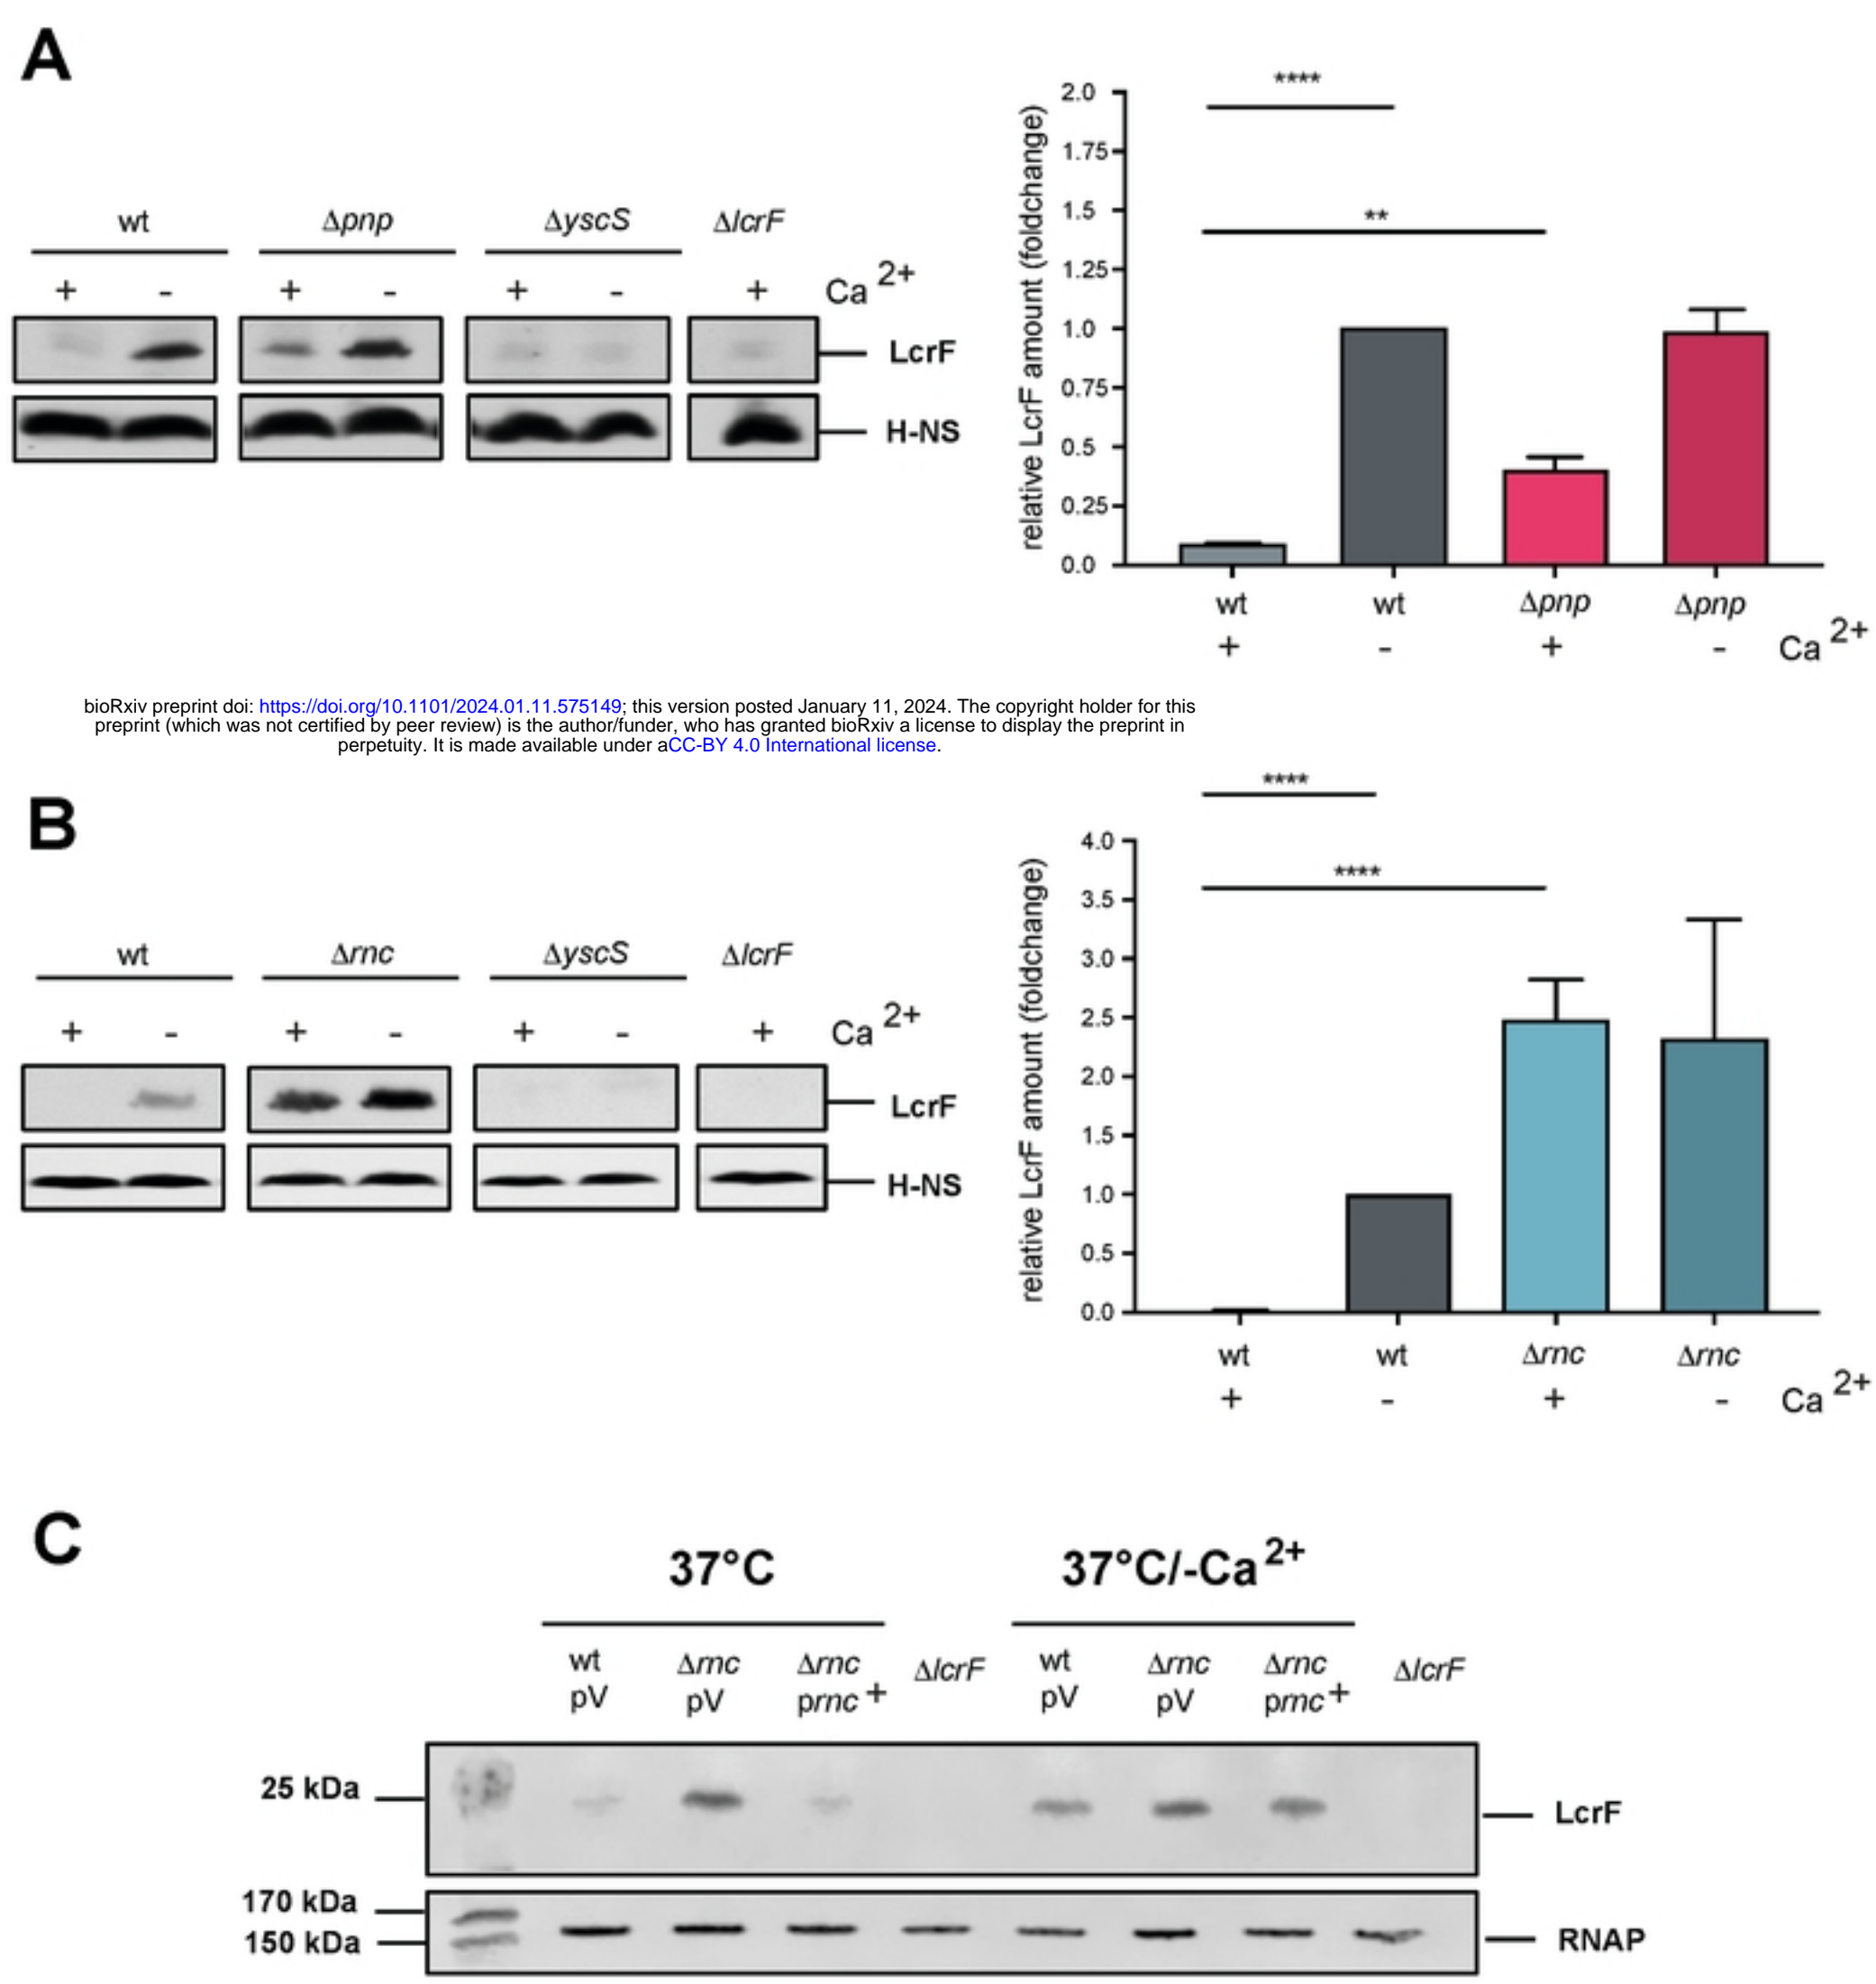 A
wt Δpnp ΔyscS ΔlcrF
+ - + - + - + Ca 2+
LcrF
H-NS
relative LcrF amount (foldchange)
2.0
1.75
1.5
1.25
1.0
0.75
0.5
0.25
0.0
****
**
wt wt Δpnp Δpnp
+ - + - Ca 2+
bioRxiv preprint doi: https://doi.org/10.1101/2024.01.11.575149; this version posted January 11, 2024. The copyright holder for this
preprint (which was not certified by peer review) is the author/funder, who has granted bioRxiv a license to display the preprint in
perpetuity. It is made available under aCC-BY 4.0 International license.
B
wt Δrnc ΔyscS ΔlcrF
+ - + - + - + Ca 2+
LcrF
H-NS
relative LcrF amount (foldchange)
****
****
4.0
3.5
3.0
2.5
2.0
1.5
1.0
0.5
0.0
wt wt Δrnc Δrnc
+ - + - Ca 2+
C
37°C 37°C/-Ca 2+
wt Δrnc Δrnc ΔlcrF wt Δrnc Δrnc ΔlcrF
pV pV prnc + pV pV prnc +
25 kDa
LcrF
170 kDa
150 kDa
RNAP